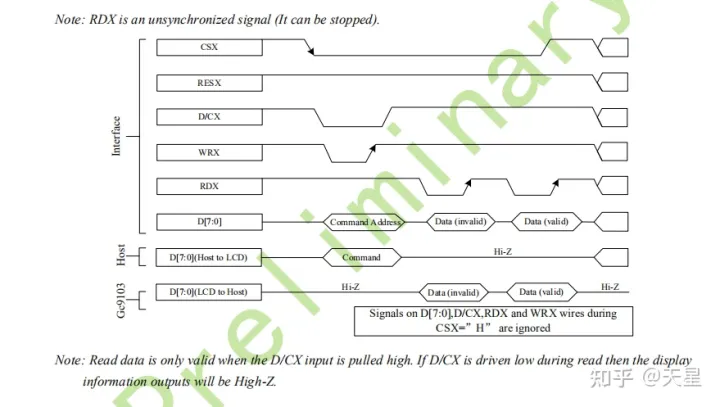 Note: RDX is an unsynchronized signal (It can be stopped).
CSX
RESX
D/CX
WRX
RDX
D[7:0]
Command Address
Data (invalid)
Data (valid)
Interface
Host
D[7:0](Host to LCD)
Command
Hi-Z
Gc9103
D[7:0](LCD to Host)
Hi-Z
Data (invalid)
Data (valid)
Hi-Z
Signals on D[7:0],D/CX,RDX and WRX wires during
CSX=”H” are ignored
Note: Read data is only valid when the D/CX input is pulled high. If D/CX is driven low during read then the display
information outputs will be High-Z.
Preliminary
知乎 @天星